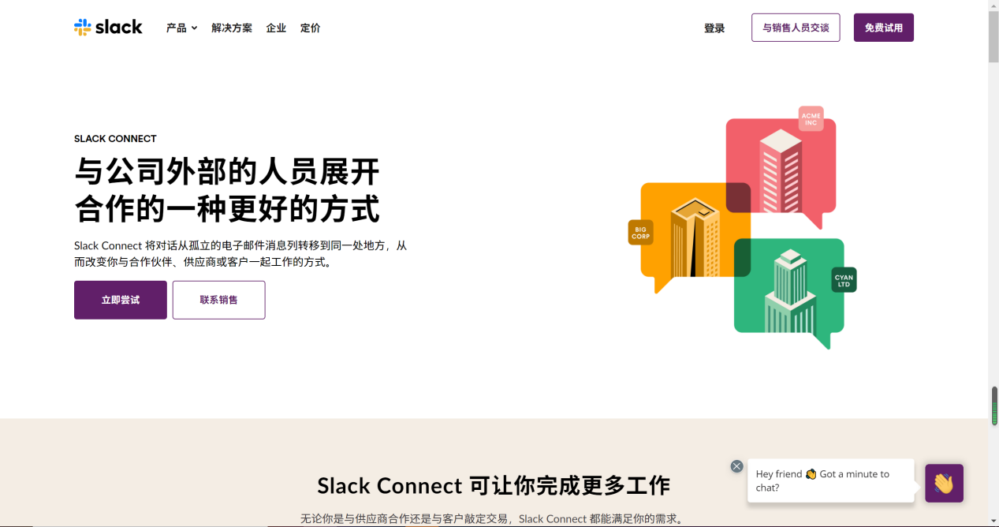 slack
产品
解决方案
企业
定价
登录
与销售人员交谈
免费试用
SLACK CONNECT
与公司外部的人员展开
合作的一种更好的方式
Slack Connect 将对话从孤立的电子邮件消息列转移到同一处地方，从
而改变你与合作伙伴、供应商或客户一起工作的方式。
立即尝试
联系销售
ACME
INC
BIG
CORP
CYAN
LTD
Slack Connect 可让你完成更多工作
无论你是与供应商合作还是与客户敲定交易，Slack Connect 都能满足你的需求。
Hey friend 👋 Got a minute to
chat?